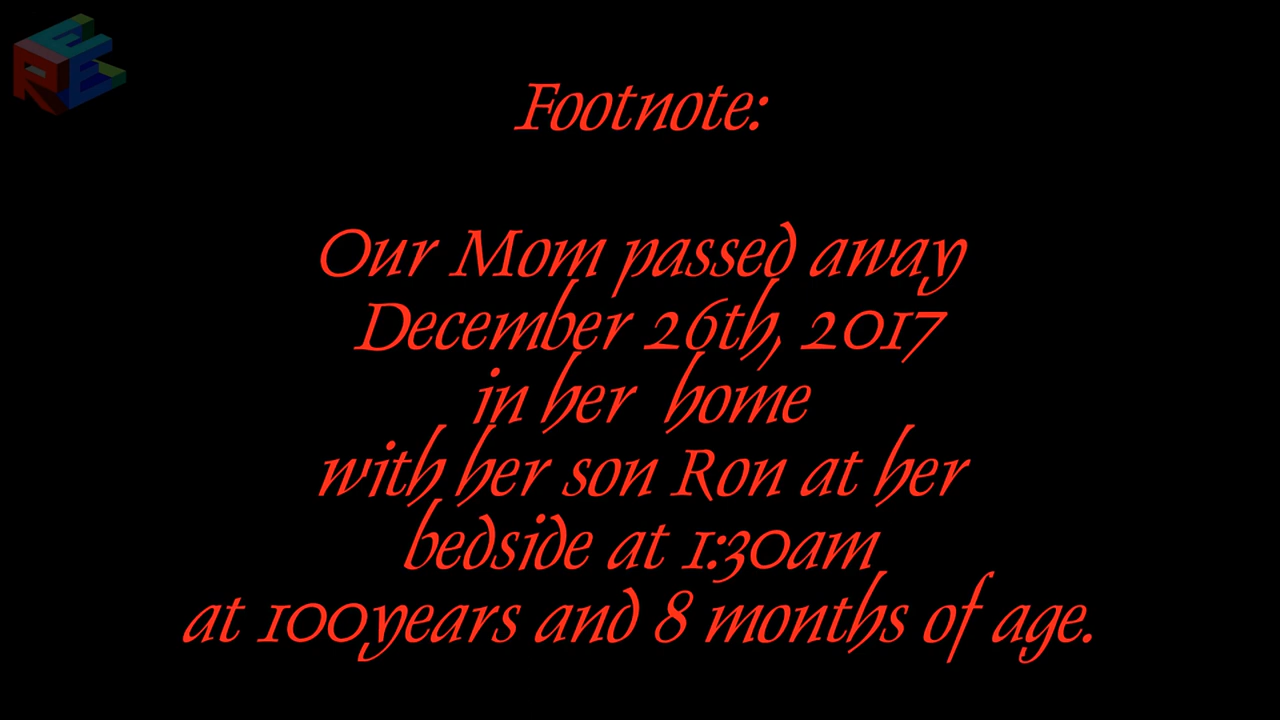 Footnote:
Our Mom passed away
December 26th, 2017
in her home
with her son Ron at her
bedside at 1:30am
at 100years and 8 months of age.